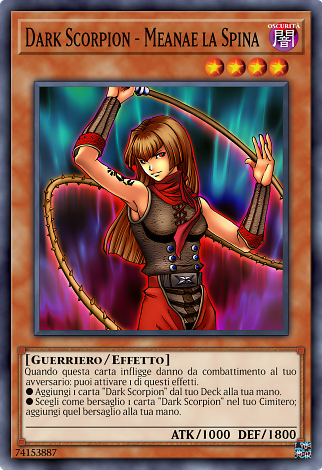 Dark Scorpion - Meanae la Spina
OSCURITÀ
闇
[Guerriero/Effetto]
Quando questa carta infligge danno da combattimento al tuo
avversario: puoi attivare 1 di questi effetti.
● Aggiungi 1 carta "Dark Scorpion" dal tuo Deck alla tua mano.
● Scegli come bersaglio 1 carta "Dark Scorpion" nel tuo Cimitero;
aggiungi quel bersaglio alla tua mano.
ATK/1000 DEF/1800
74153887